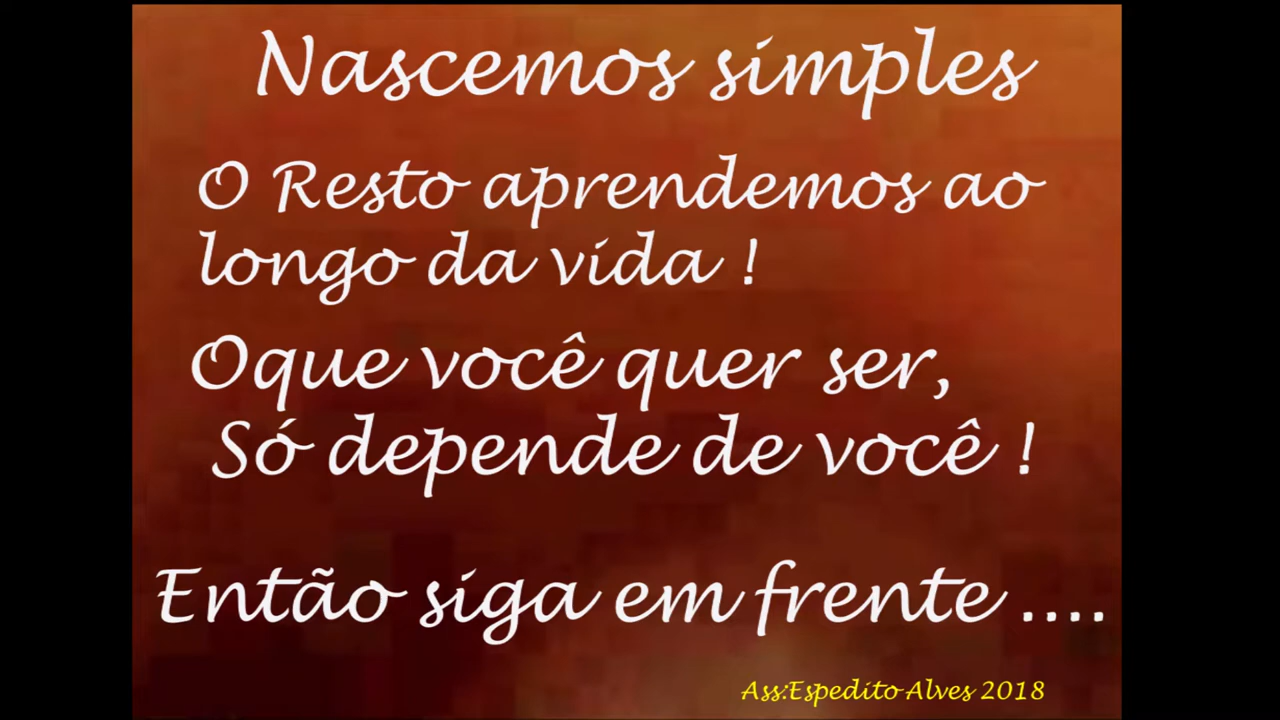 Nascemos simples
O Resto aprendemos ao
longo da vida !
Oque você quer ser,
Só depende de você !
Então siga em frente ....
Ass:Espedito Alves 2018